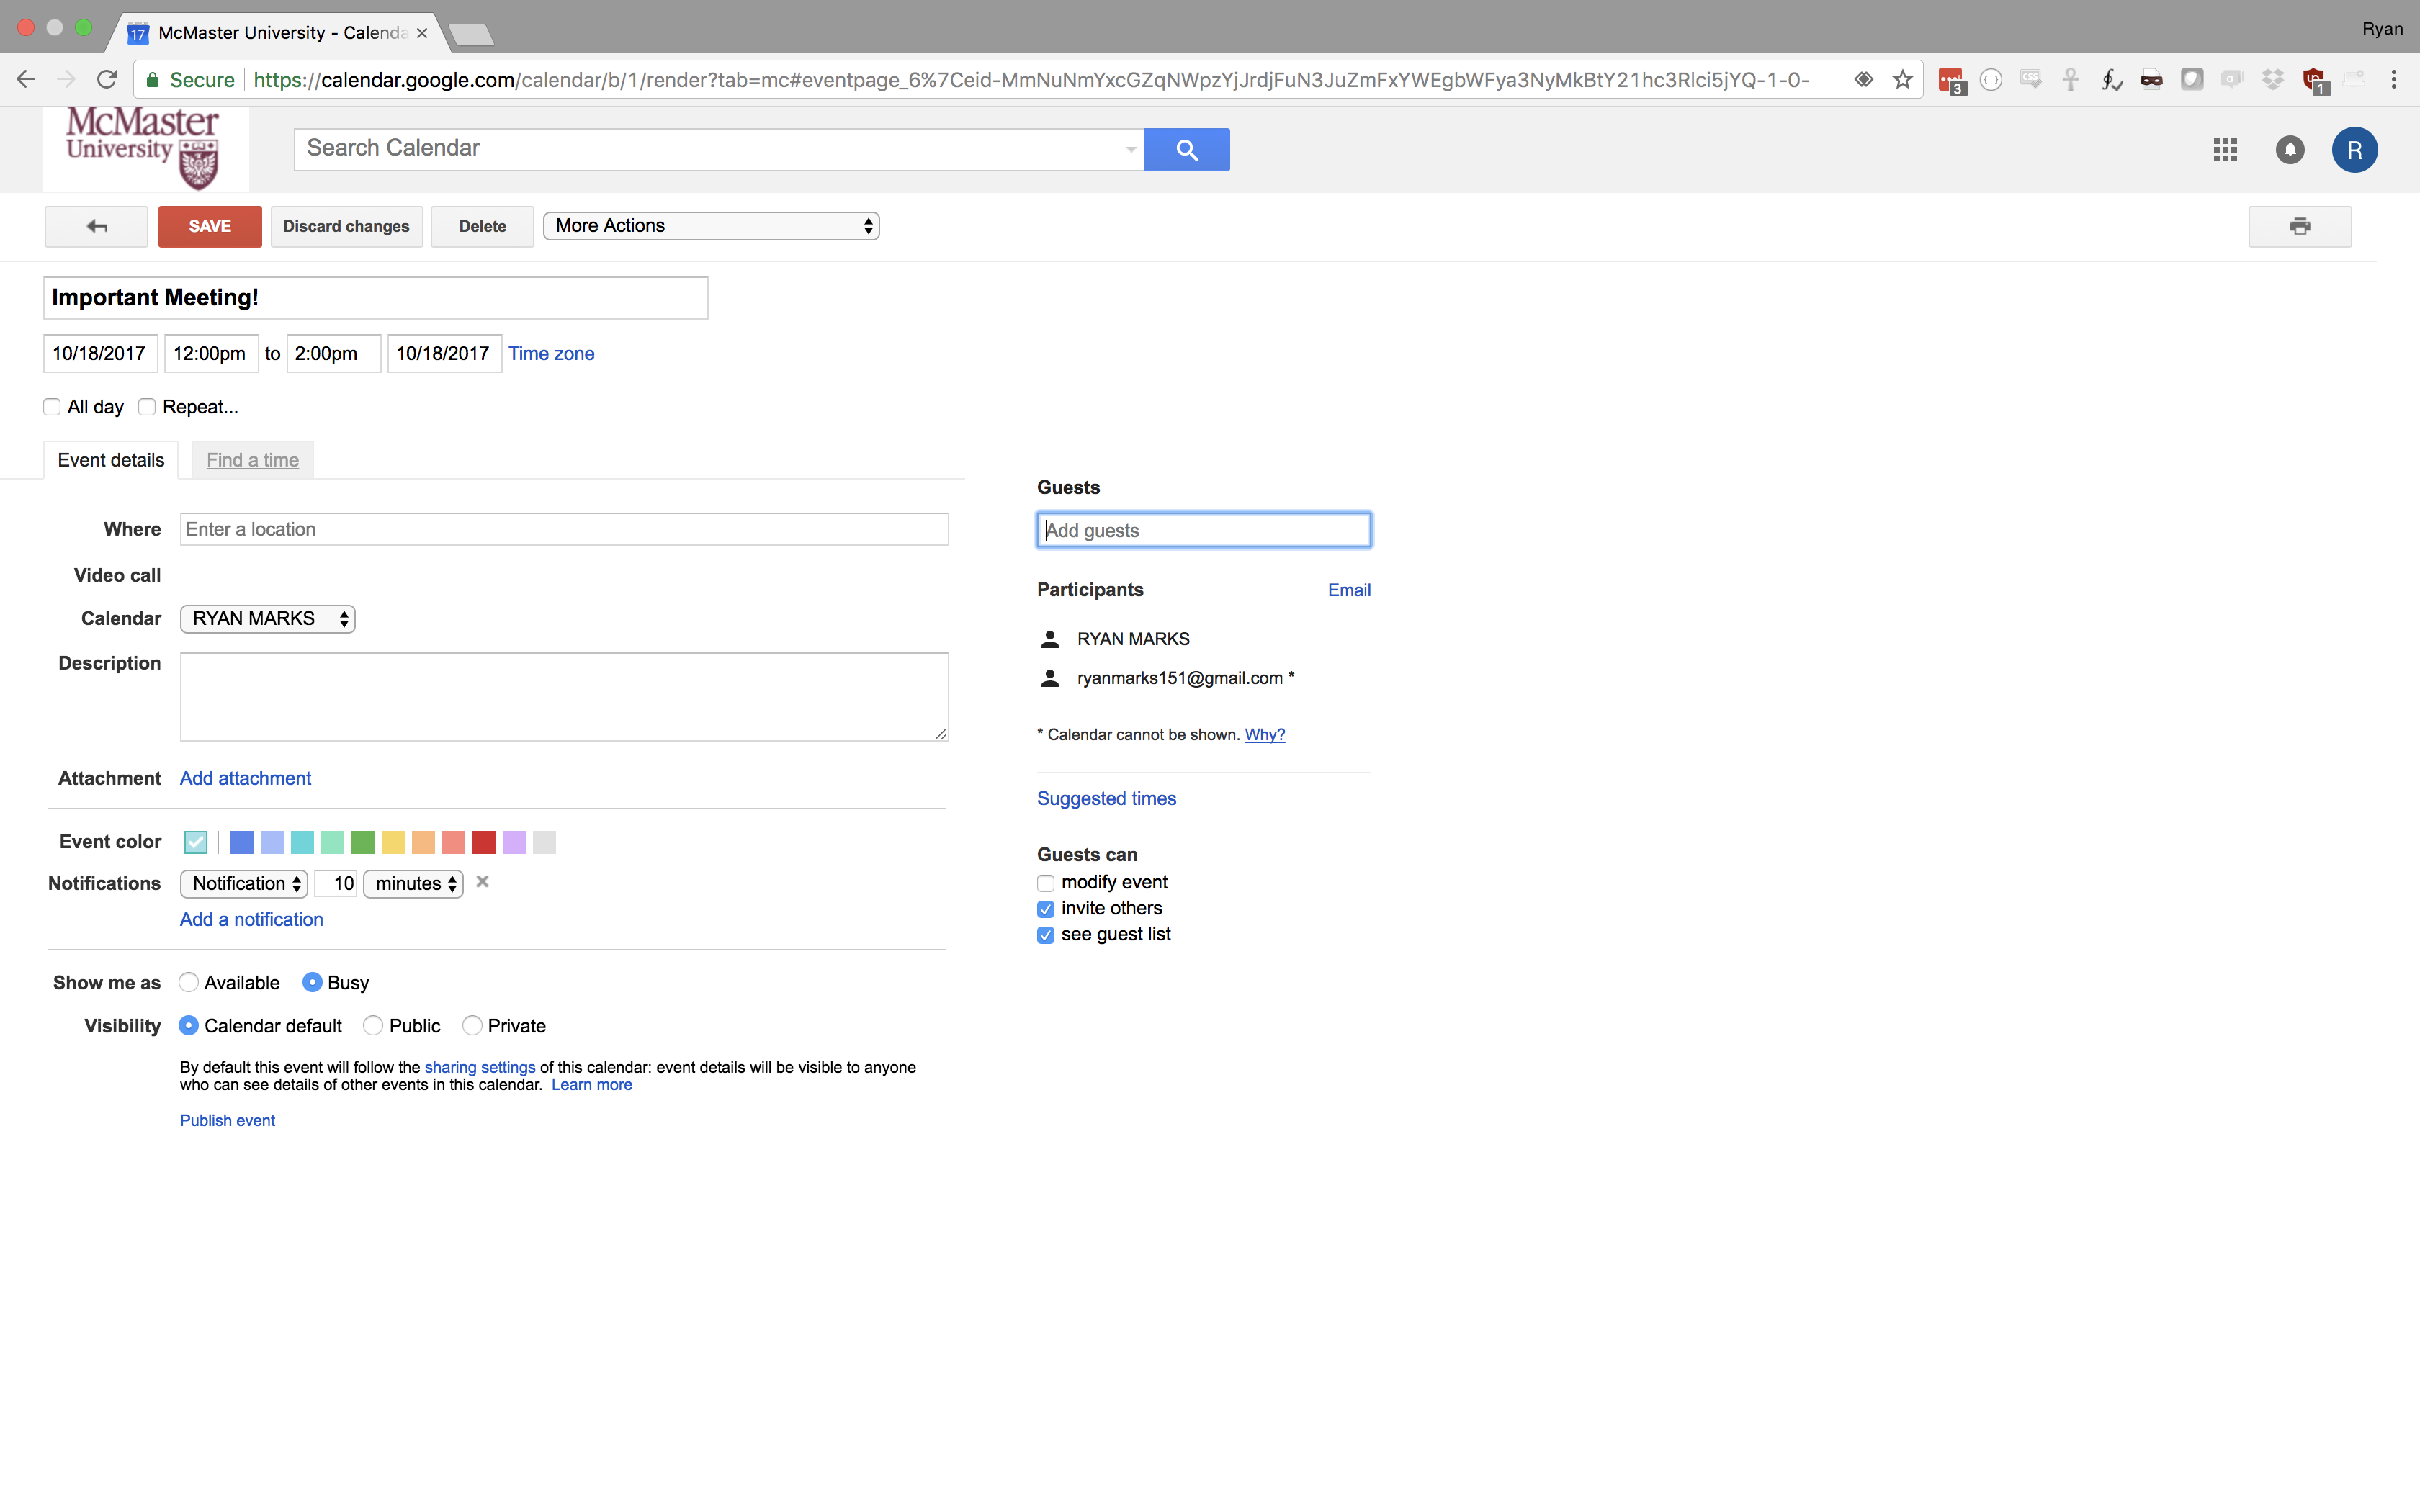 McMaster University - Calenda
Ryan
Secure https://calendar.google.com/calendar/b/1/render?tab=mc#eventpage_6%7Ceid-MmNuNmYxcGZqNWpzYjJrdjFuN3JuZmFxYWEgbWFya3NyMkBtY21hc3Rlci5jYQ-1-0-
3
1
McMaster
University
Search Calendar
R
SAVE
Discard changes
Delete
More Actions
Important Meeting!
10/18/2017 12:00pm to 2:00pm 10/18/2017 Time zone
All day Repeat...
Event details
Find a time
Where Enter a location
Video call
Calendar RYAN MARKS
Description
Attachment Add attachment
Event color
Notifications Notification 10 minutes
Add a notification
Show me as Available Busy
Visibility Calendar default Public Private
By default this event will follow the sharing settings of this calendar: event details will be visible to anyone
who can see details of other events in this calendar. Learn more
Publish event
Guests
Add guests
Participants Email
RYAN MARKS
ryanmarks151@gmail.com *
* Calendar cannot be shown. Why?
Suggested times
Guests can
modify event
invite others
see guest list